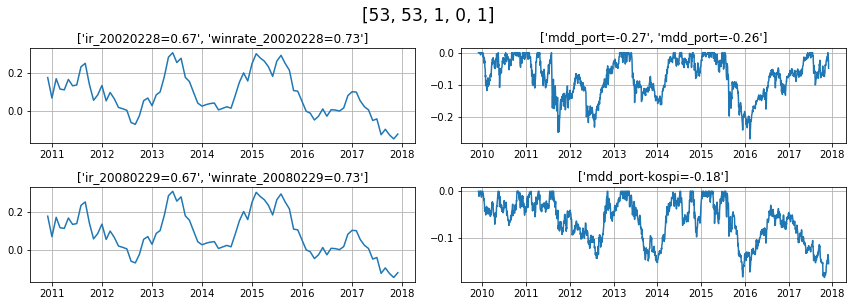 [53, 53, 1, 0, 1]
['ir_20020228=0.67', 'winrate_20020228=0.73']
0.2
0.0
2011 2012 2013 2014 2015 2016 2017 2018
['mdd_port=-0.27', 'mdd_port=-0.26']
0.0
−0.1
−0.2
2010 2011 2012 2013 2014 2015 2016 2017 2018
['ir_20080229=0.67', 'winrate_20080229=0.73']
0.2
0.0
2011 2012 2013 2014 2015 2016 2017 2018
['mdd_port-kospi=-0.18']
0.0
−0.1
2010 2011 2012 2013 2014 2015 2016 2017 2018